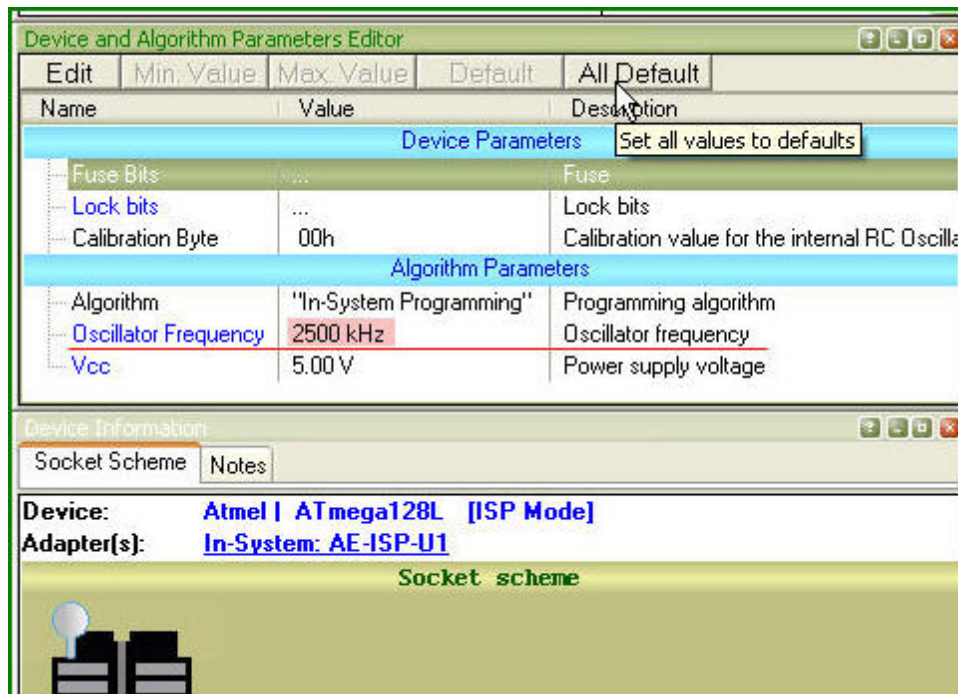 Device and Algorithm Parameters Editor
Edit Min. Value Max. Value Default All Default
Name Value Description
Device Parameters
Set all values to defaults
Fuse Bits ... Fuse
Lock bits ... Lock bits
Calibration Byte 00h Calibration value for the internal RC Oscilla
Algorithm Parameters
Algorithm "In-System Programming" Programming algorithm
Oscillator Frequency 2500 kHz Oscillator frequency
Vcc 5.00 V Power supply voltage
Device Information
Socket Scheme Notes
Device: Atmel | ATmega128L [ISP Mode]
Adapter(s): In-System: AE-ISP-U1
Socket scheme